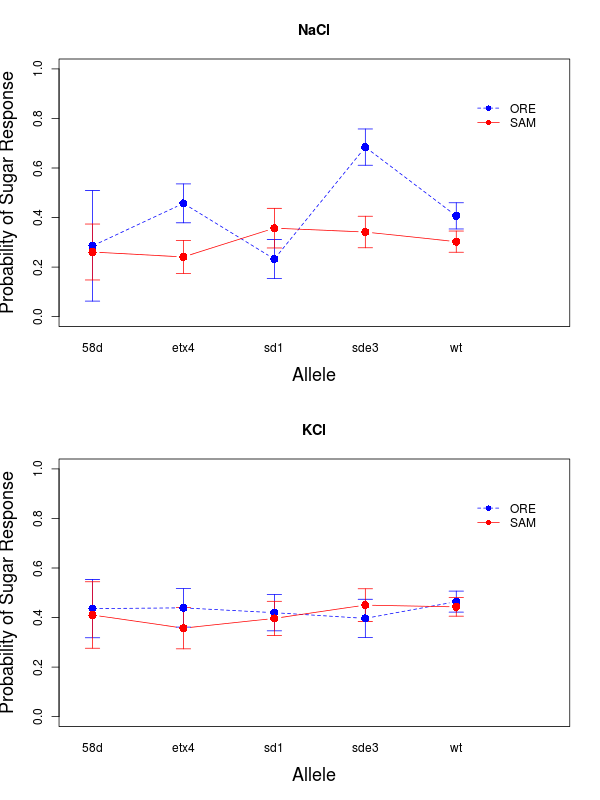 NaCl
Probability of Sugar Response
1.0
0.8
0.6
0.4
0.2
0.0
ORE
SAM
58d etx4 sd1 sde3 wt
Allele
KCl
Probability of Sugar Response
1.0
0.8
0.6
0.4
0.2
0.0
ORE
SAM
58d etx4 sd1 sde3 wt
Allele